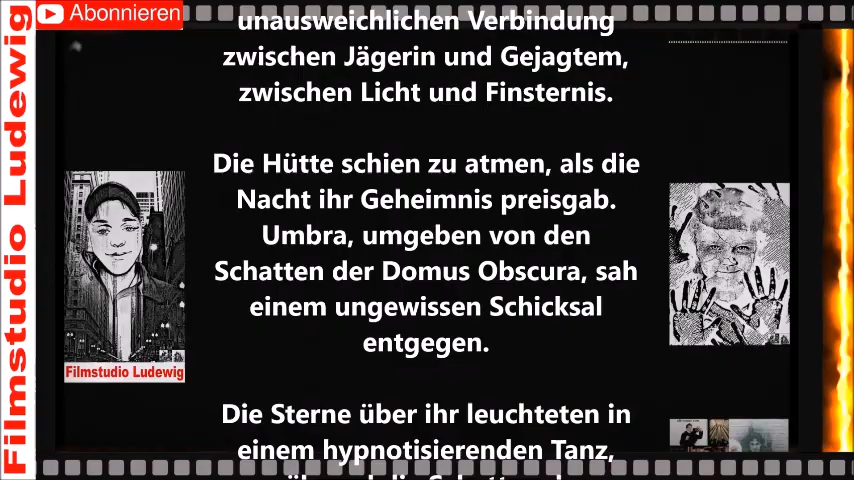 Filmstudio Ludewig
Abonnieren
unausweichlichen Verbindung
zwischen Jägerin und Gejagtem,
zwischen Licht und Finsternis.
Die Hütte schien zu atmen, als die
Nacht ihr Geheimnis preisgab.
Umbra, umgeben von den
Schatten der Domus Obscura, sah
einem ungewissen Schicksal
entgegen.
Filmstudio Ludewig
Die Sterne über ihr leuchteten in
einem hypnotisierenden Tanz,